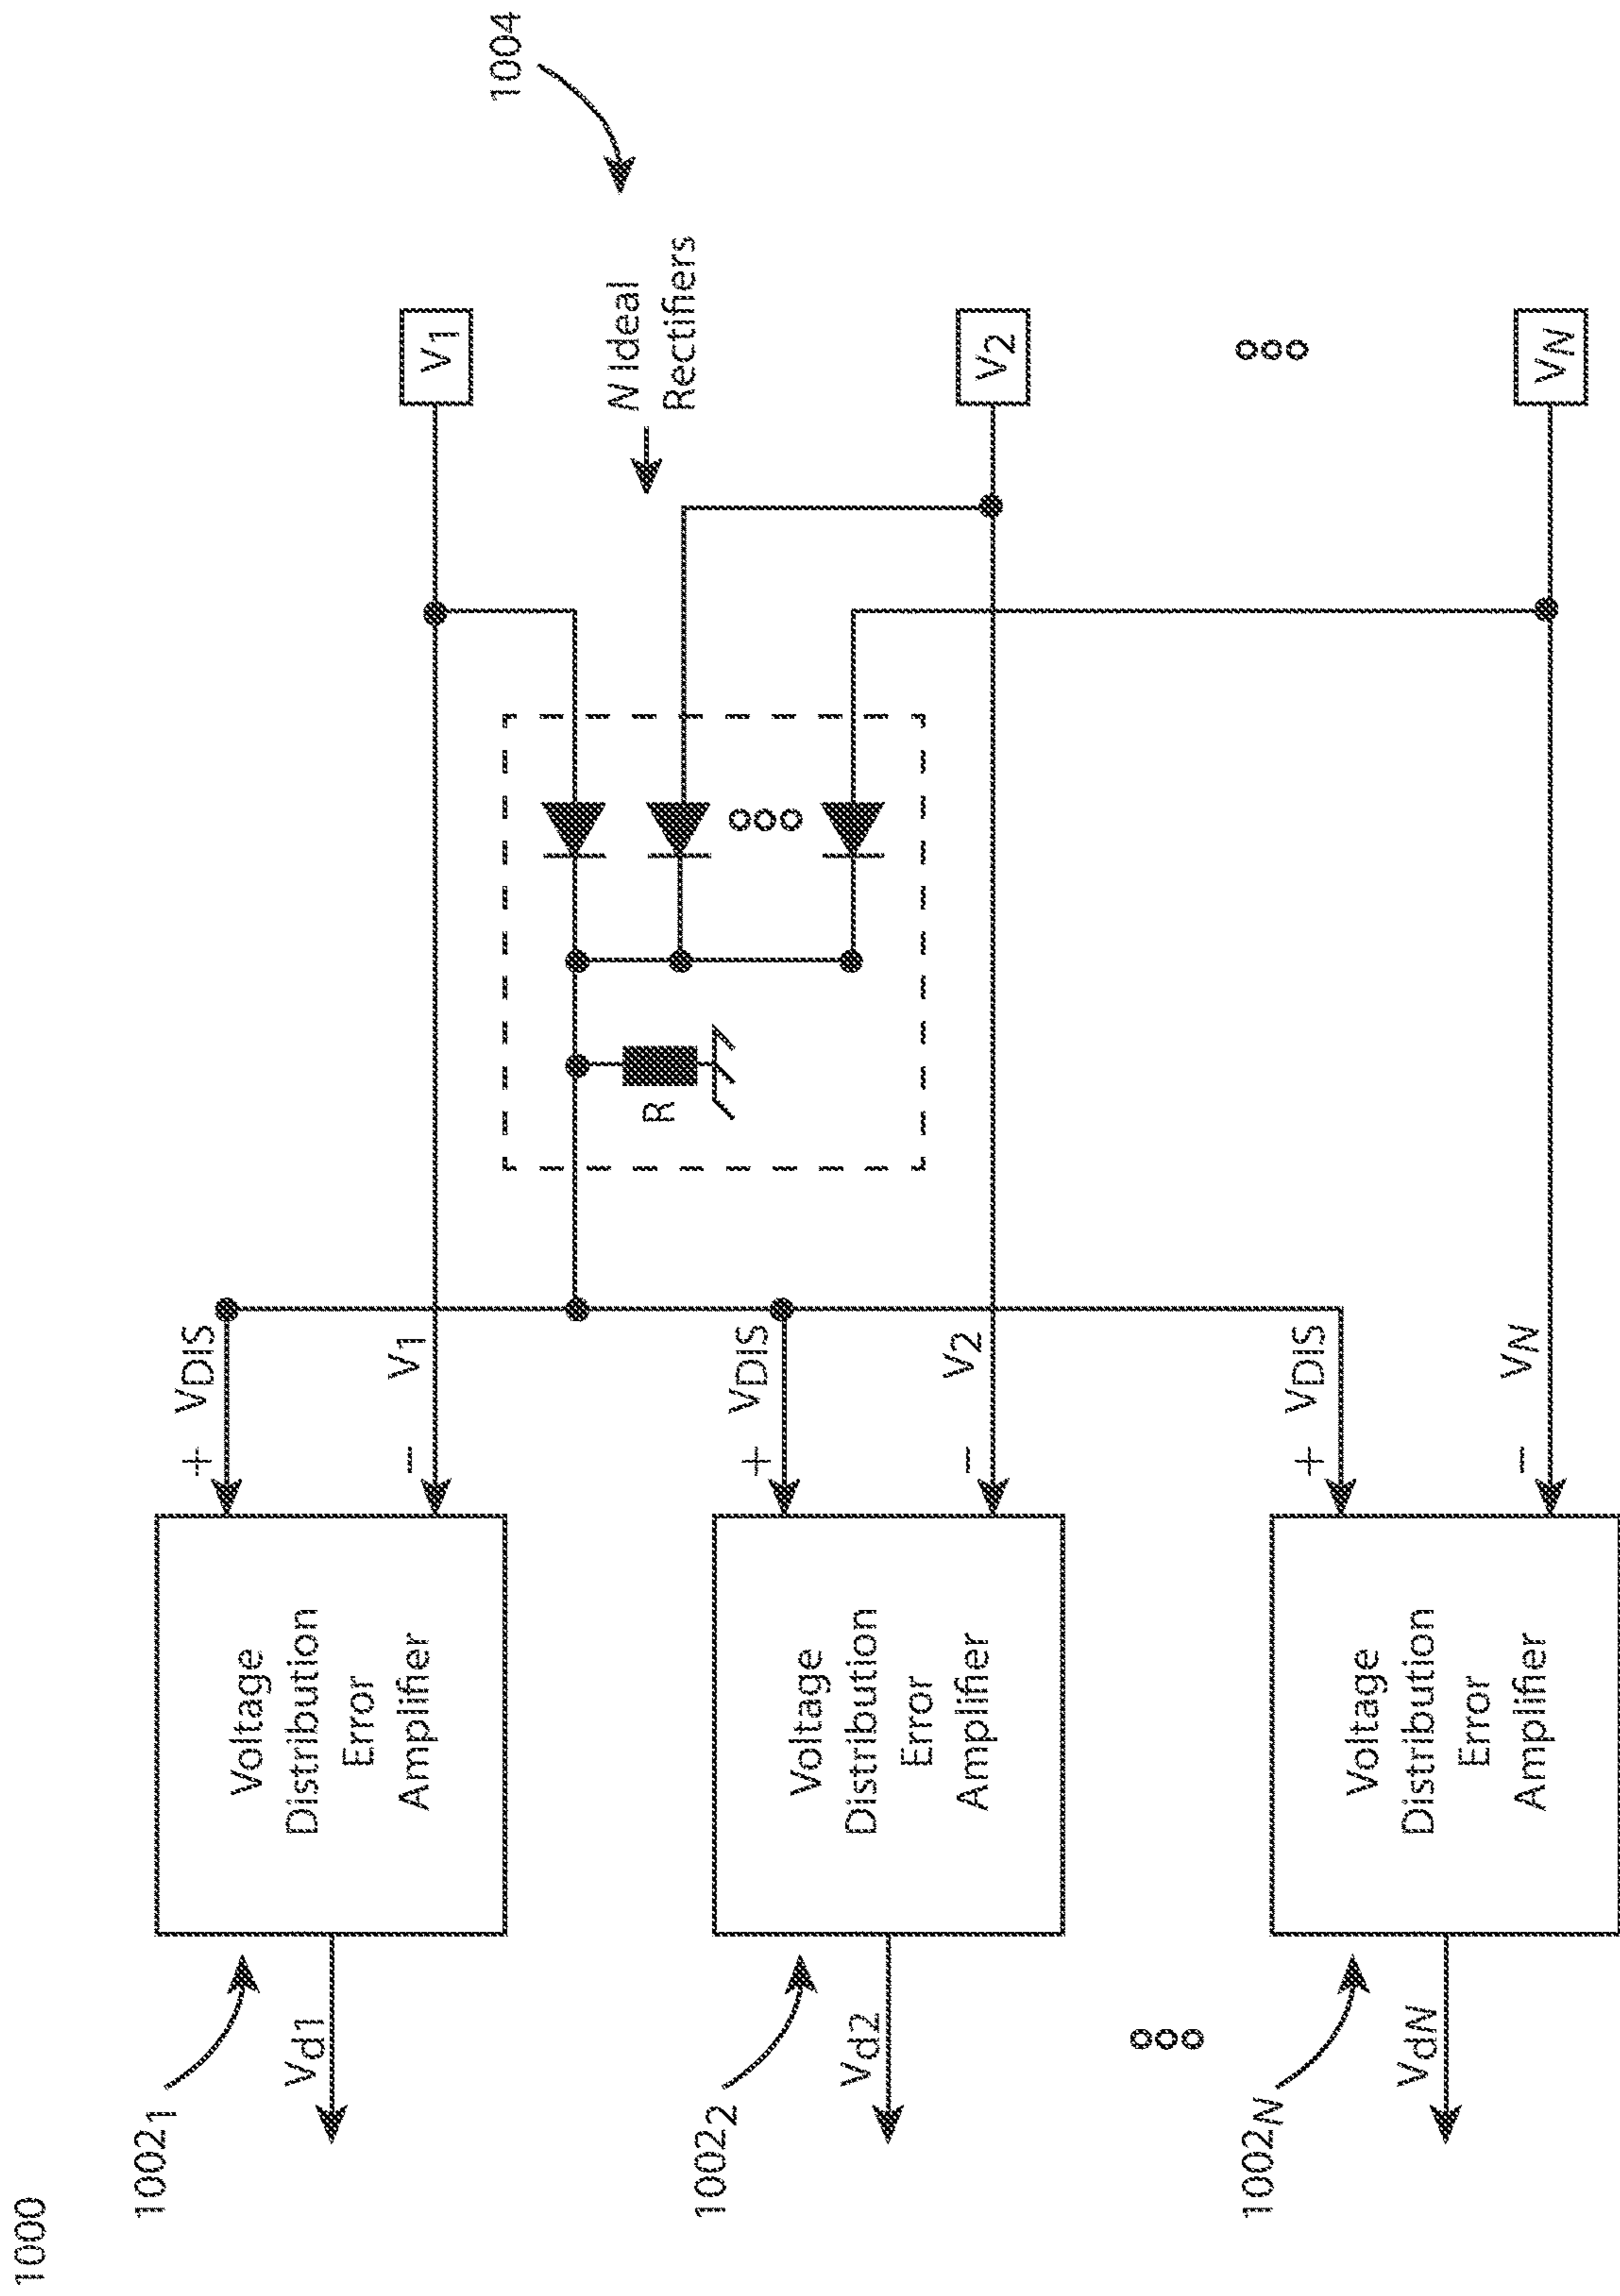 1000
1002₁
Vd1
Voltage
Distribution
Error
Amplifier
+ VDIS
− V1
V1
1004
N Ideal
Rectifiers
R
1002₂
Vd2
Voltage
Distribution
Error
Amplifier
+ VDIS
− V2
V2
1002N
VdN
Voltage
Distribution
Error
Amplifier
+ VDIS
− VN
VN